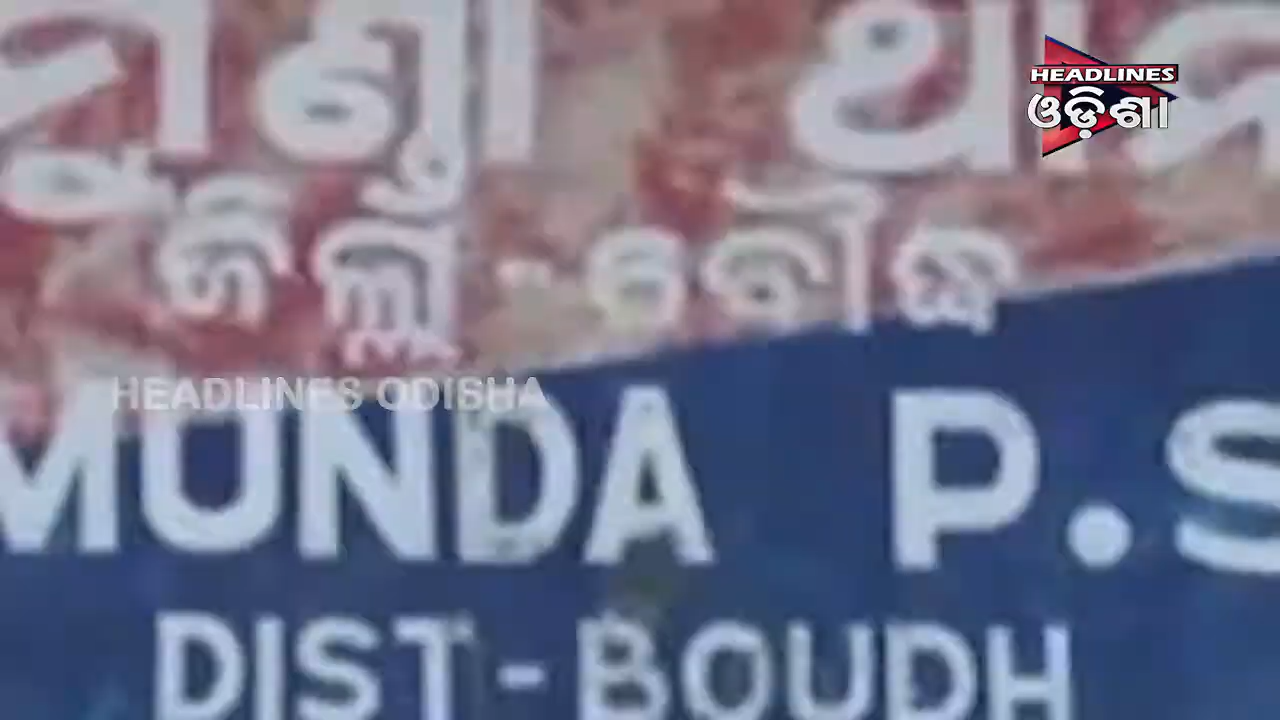 ମୁଣ୍ଡା ଥାନ
HEADLINES
ଓଡ଼ିଶା
ଜିଲ୍ଲା-ବୌଦ୍ଧ
HEADLINES ODISHA
MUNDA P.S
DIST-BOUDH